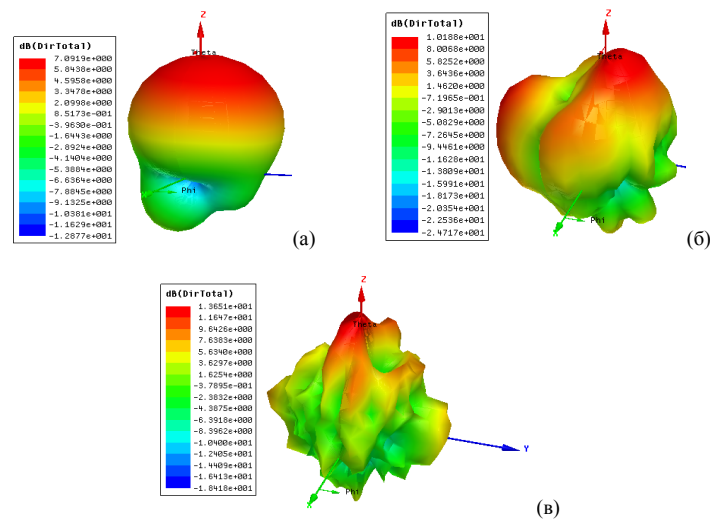 dB(DirTotal)
7.0919e+000
5.8438e+000
4.5958e+000
3.3478e+000
2.0998e+000
8.5173e-001
-3.9630e-001
-1.6443e+000
-2.8924e+000
-4.1404e+000
-5.3884e+000
-6.6364e+000
-7.8845e+000
-9.1325e+000
-1.0381e+001
-1.1629e+001
-1.2877e+001
Z
Theta
Phi
(а)
dB(DirTotal)
1.0188e+001
8.0068e+000
5.8252e+000
3.6436e+000
1.4620e+000
-7.1965e-001
-2.9013e+000
-5.0829e+000
-7.2645e+000
-9.4461e+000
-1.1628e+001
-1.3809e+001
-1.5991e+001
-1.8173e+001
-2.0354e+001
-2.2536e+001
-2.4717e+001
Z
Theta
Phi
X
(б)
dB(DirTotal)
1.3651e+001
1.1647e+001
9.6426e+000
7.6383e+000
5.6340e+000
3.6297e+000
1.6254e+000
-3.7895e-001
-2.3832e+000
-4.3875e+000
-6.3918e+000
-8.3962e+000
-1.0400e+001
-1.2405e+001
-1.4409e+001
-1.6413e+001
-1.8418e+001
Z
Theta
Y
Phi
X
(в)